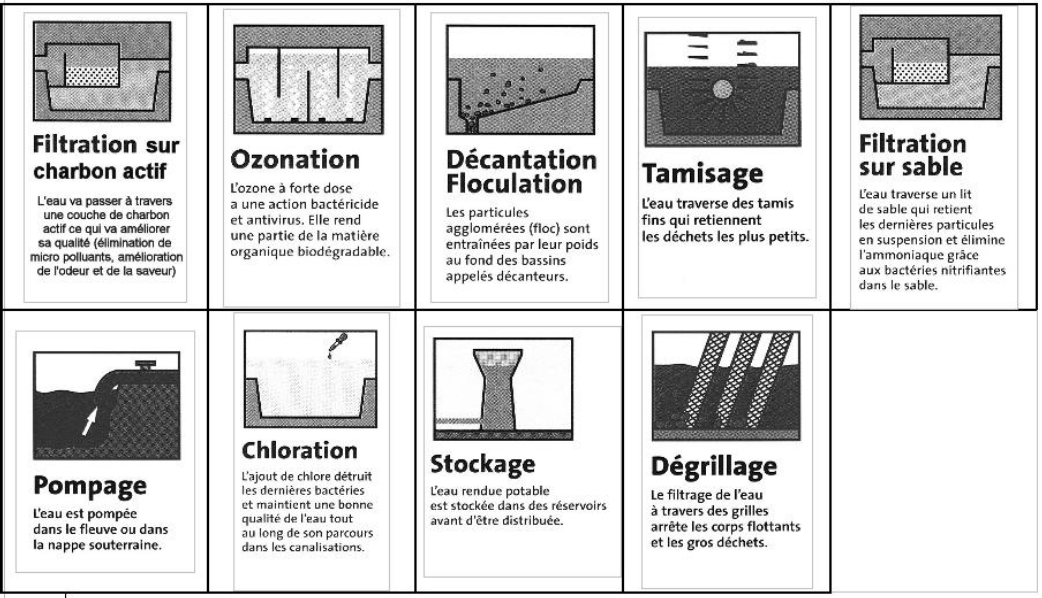 Filtration sur
charbon actif
L'eau va passer à travers
une couche de charbon
actif ce qui va améliorer
sa qualité (élimination de
micro polluants, amélioration
de l'odeur et de la saveur)
Ozonation
L'ozone à forte dose
a une action bactéricide
et antivirus. Elle rend
une partie de la matière
organique biodégradable.
Décantation
Floculation
Les particules
agglomérées (floc) sont
entraînées par leur poids
au fond des bassins
appelés décanteurs.
Tamisage
L'eau traverse des tamis
fins qui retiennent
les déchets les plus petits.
Filtration
sur sable
L'eau traverse un lit
de sable qui retient
les dernières particules
en suspension et élimine
l'ammoniaque grâce
aux bactéries nitrifiantes
dans le sable.
Pompage
L'eau est pompée
dans le fleuve ou dans
la nappe souterraine.
Chloration
L'ajout de chlore détruit
les dernières bactéries
et maintient une bonne
qualité de l'eau tout
au long de son parcours
dans les canalisations.
Stockage
L'eau rendue potable
est stockée dans des réservoirs
avant d'être distribuée.
Dégrillage
Le filtrage de l'eau
à travers des grilles
arrête les corps flottants
et les gros déchets.